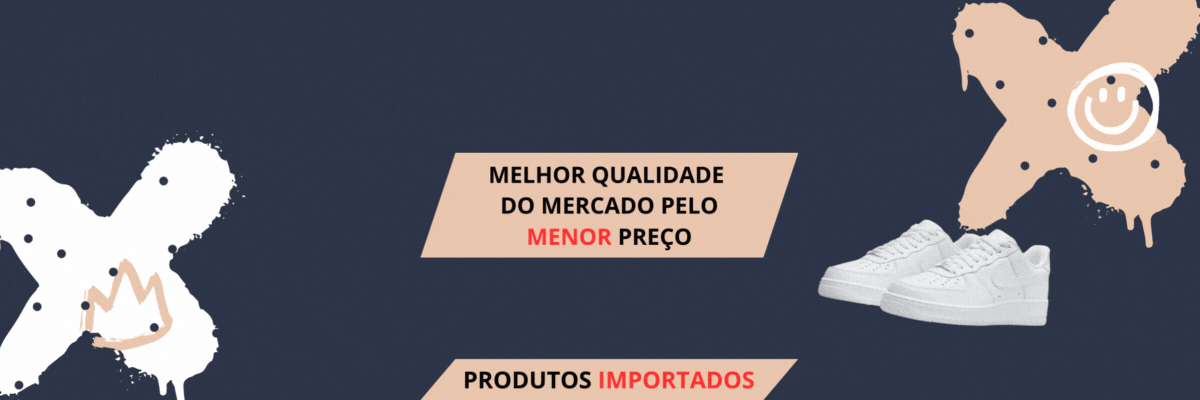 MELHOR QUALIDADE
DO MERCADO PELO
MENOR PREÇO
PRODUTOS IMPORTADOS